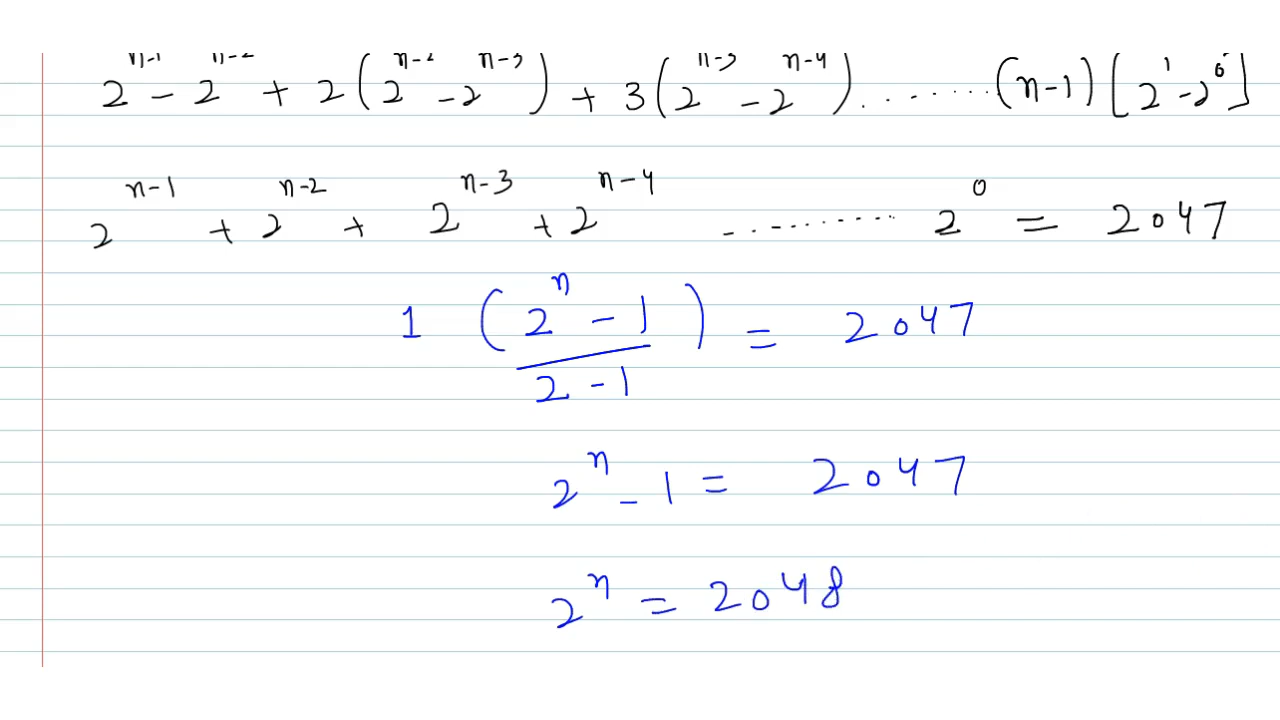 2^{n-1} - 2^{n-2} + 2(2^{n-2} - 2^{n-3}) + 3(2^{n-3} - 2^{n-4}) ......... (n-1)[2^1 - 2^0]
2^{n-1} + 2^{n-2} + 2^{n-3} + 2^{n-4} ............ 2^0 = 2047
1 (\frac{2^n - 1}{2 - 1}) = 2047
2^n - 1 = 2047
2^n = 2048